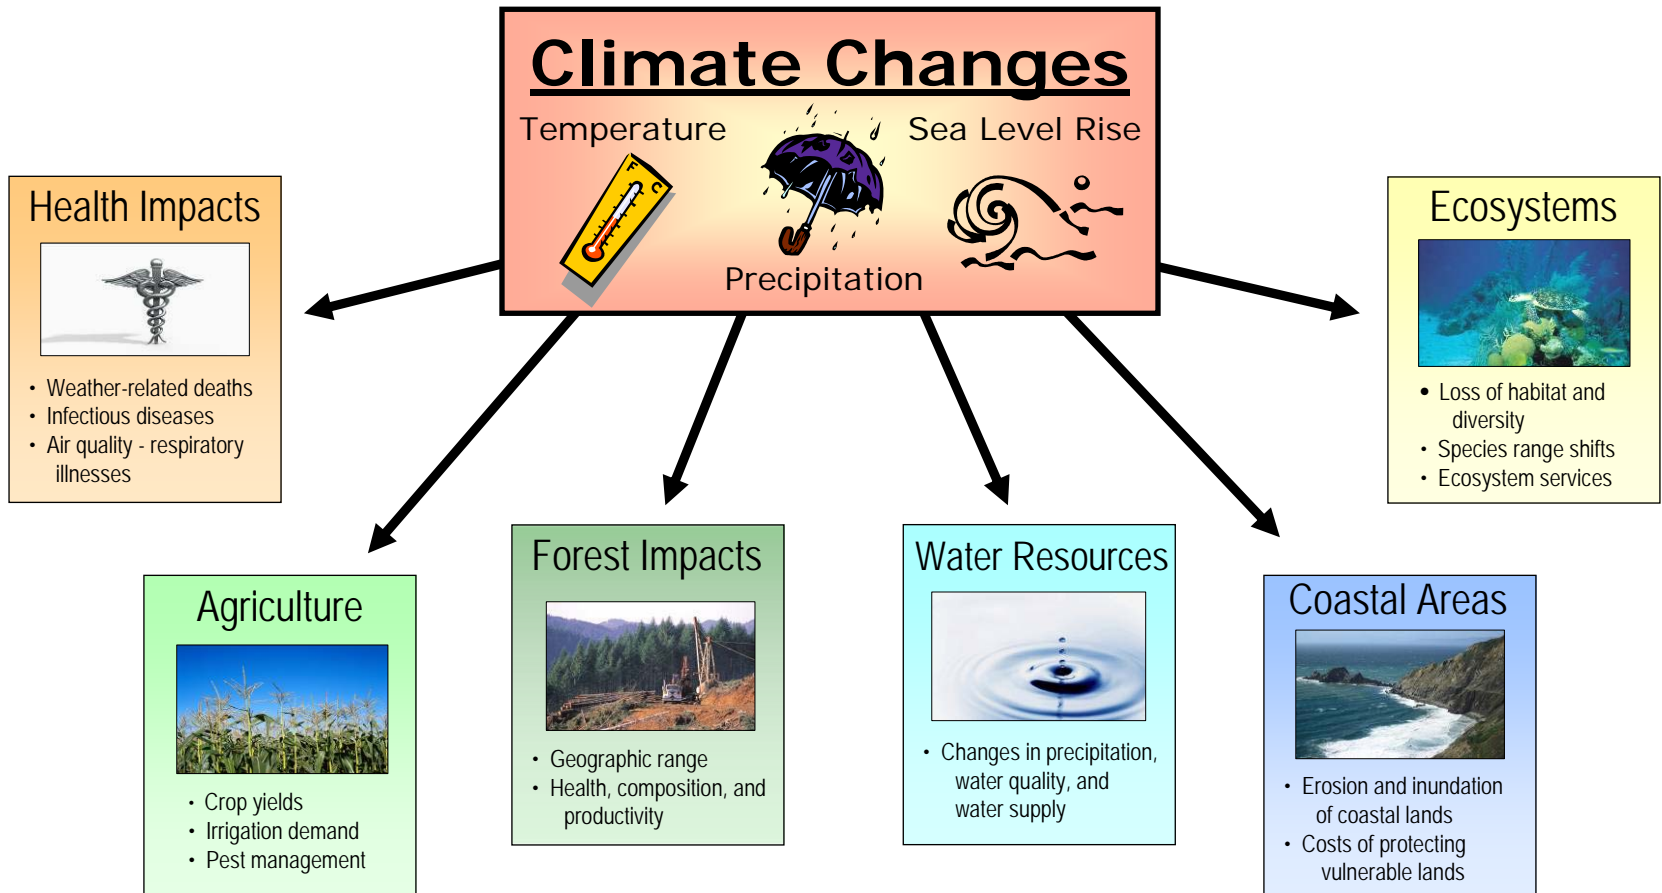 Climate Changes
Temperature
Sea Level Rise
F
C
Precipitation
Health Impacts
• Weather-related deaths
• Infectious diseases
• Air quality - respiratory
illnesses
Agriculture
• Crop yields
• Irrigation demand
• Pest management
Forest Impacts
• Geographic range
• Health, composition, and
productivity
Water Resources
• Changes in precipitation,
water quality, and
water supply
Coastal Areas
• Erosion and inundation
of coastal lands
• Costs of protecting
vulnerable lands
Ecosystems
• Loss of habitat and
diversity
• Species range shifts
• Ecosystem services